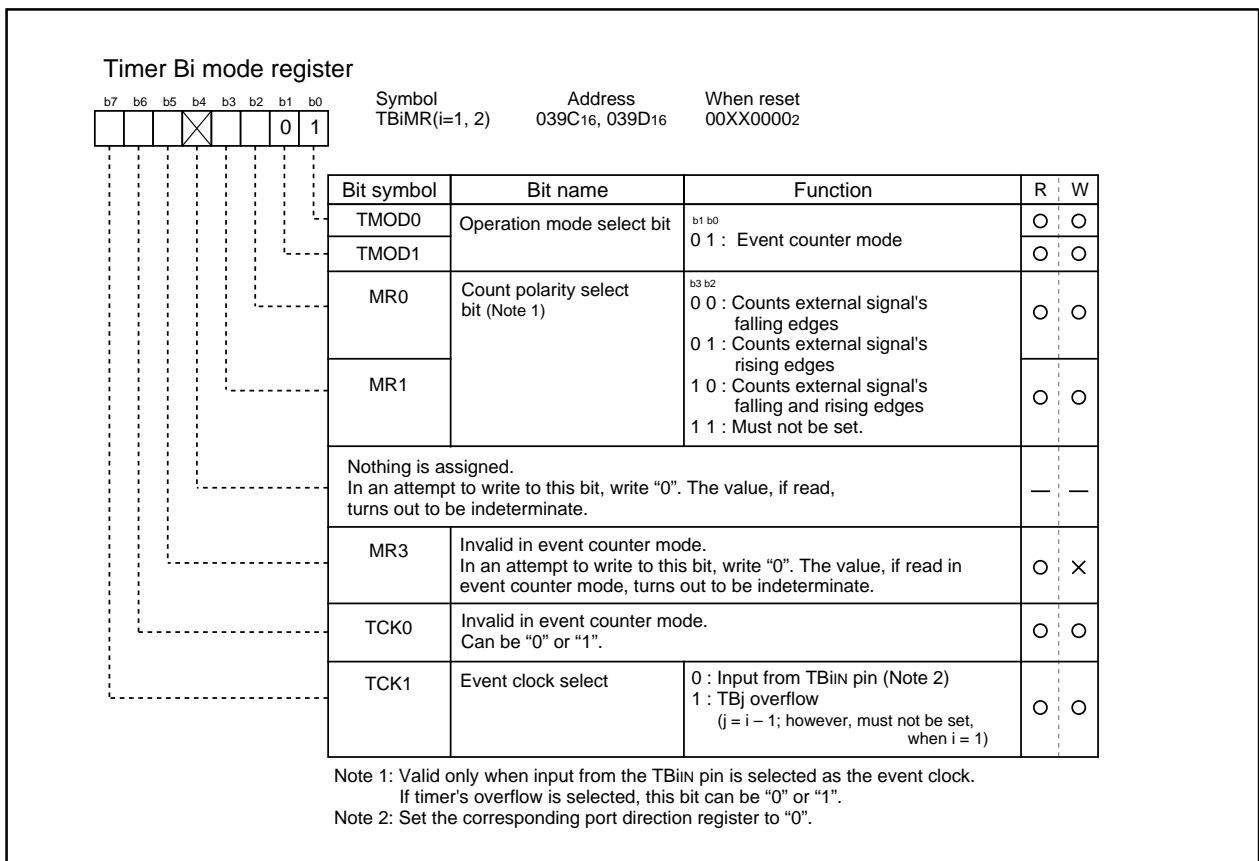 Timer Bi mode register
b7 b6 b5 b4 b3 b2 b1 b0
0 1
Symbol Address When reset
TBiMR(i=1, 2) 039C16, 039D16 00XX00002
Bit symbol Bit name Function R W
TMOD0 Operation mode select bit b1 b0
0 1 : Event counter mode
TMOD1
MR0 Count polarity select
bit (Note 1)
b3 b2
0 0 : Counts external signal's
falling edges
0 1 : Counts external signal's
rising edges
MR1
1 0 : Counts external signal's
falling and rising edges
1 1 : Must not be set.
Nothing is assigned.
In an attempt to write to this bit, write “0”. The value, if read,
turns out to be indeterminate.
MR3 Invalid in event counter mode.
In an attempt to write to this bit, write “0”. The value, if read in
event counter mode, turns out to be indeterminate.
TCK0 Invalid in event counter mode.
Can be “0” or “1”.
TCK1 Event clock select 0 : Input from TBiIN pin (Note 2)
1 : TBj overflow
(j = i – 1; however, must not be set,
when i = 1)
Note 1: Valid only when input from the TBiIN pin is selected as the event clock.
If timer's overflow is selected, this bit can be “0” or “1”.
Note 2: Set the corresponding port direction register to “0”.